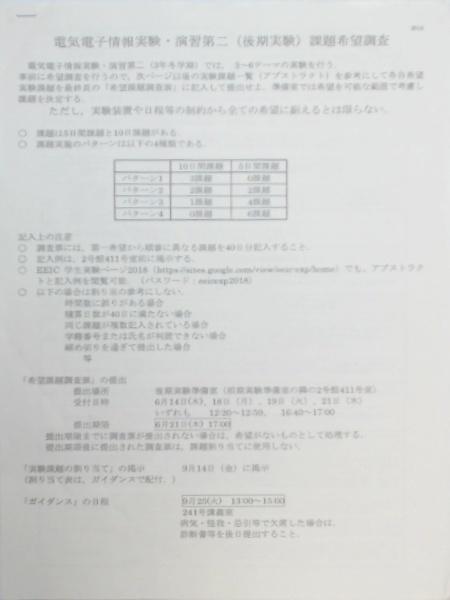 電気電子情報実験・演習第二（後期実験）課題希望調査
電気電子情報実験・演習第二（3年冬学期）では、3～6テーマの実験を行う。
事前に希望調査を行うので、次ページ以後の実験課題一覧（アブストラクト）を参考にして各自希望
実験課題を最終頁の「希望課題調査票」に記入して提出せよ。準備室では希望を可能な範囲で考慮し
課題を決定する。
ただし、実験装置や日程等の制約から全ての希望に副えるとは限らない。
○ 課題は5日間課題と10日課題がある。
○ 課題実施のパターンは以下の4種類である。
10日間課題 5日間課題
パターン1 3課題 0課題
パターン2 2課題 2課題
パターン3 1課題 4課題
パターン4 0課題 6課題
記入上の注意
○ 調査票には、第一希望から順番に異なる課題を40日分記入すること。
○ 記入例は、2号館411号室前に掲示する。
○ EEIC 学生実験ページ2018（https://sites.google.com/view/eeic-exp/home）でも、アブストラク
トと記入例を閲覧可能。（パスワード：eeicexp2018）
○ 以下の場合は割り当の参考にしない。
時間数に誤りがある場合
積算日数が40日に満たない場合
同じ課題が複数記入されている場合
学籍番号または氏名が判読できない場合
締め切りを過ぎて提出した場合
等
「希望課題調査票」の提出
提出場所 後期実験準備室（前期実験準備室の隣の2号館411号室）
受付日時 6月14日(木)、18日（月）、19日（火）、21日（木）
いずれも 12:20～12:50、 16:40～17:00
提出期限 6月21日(木) 17:00
提出期限までに調査票が提出されない場合は、希望がないものとして処理する。
提出期限後に提出された調査票は、課題割り当てに使用しない。
「実験課題の割り当て」の掲示 9月14日（金）に掲示
（割り当て表は、ガイダンスで配付．）
「ガイダンス」の日程 9月25(火) 13:00～15:00
241号講義室
病気・怪我・忌引等で欠席した場合は、
診断書等を後日提出すること．